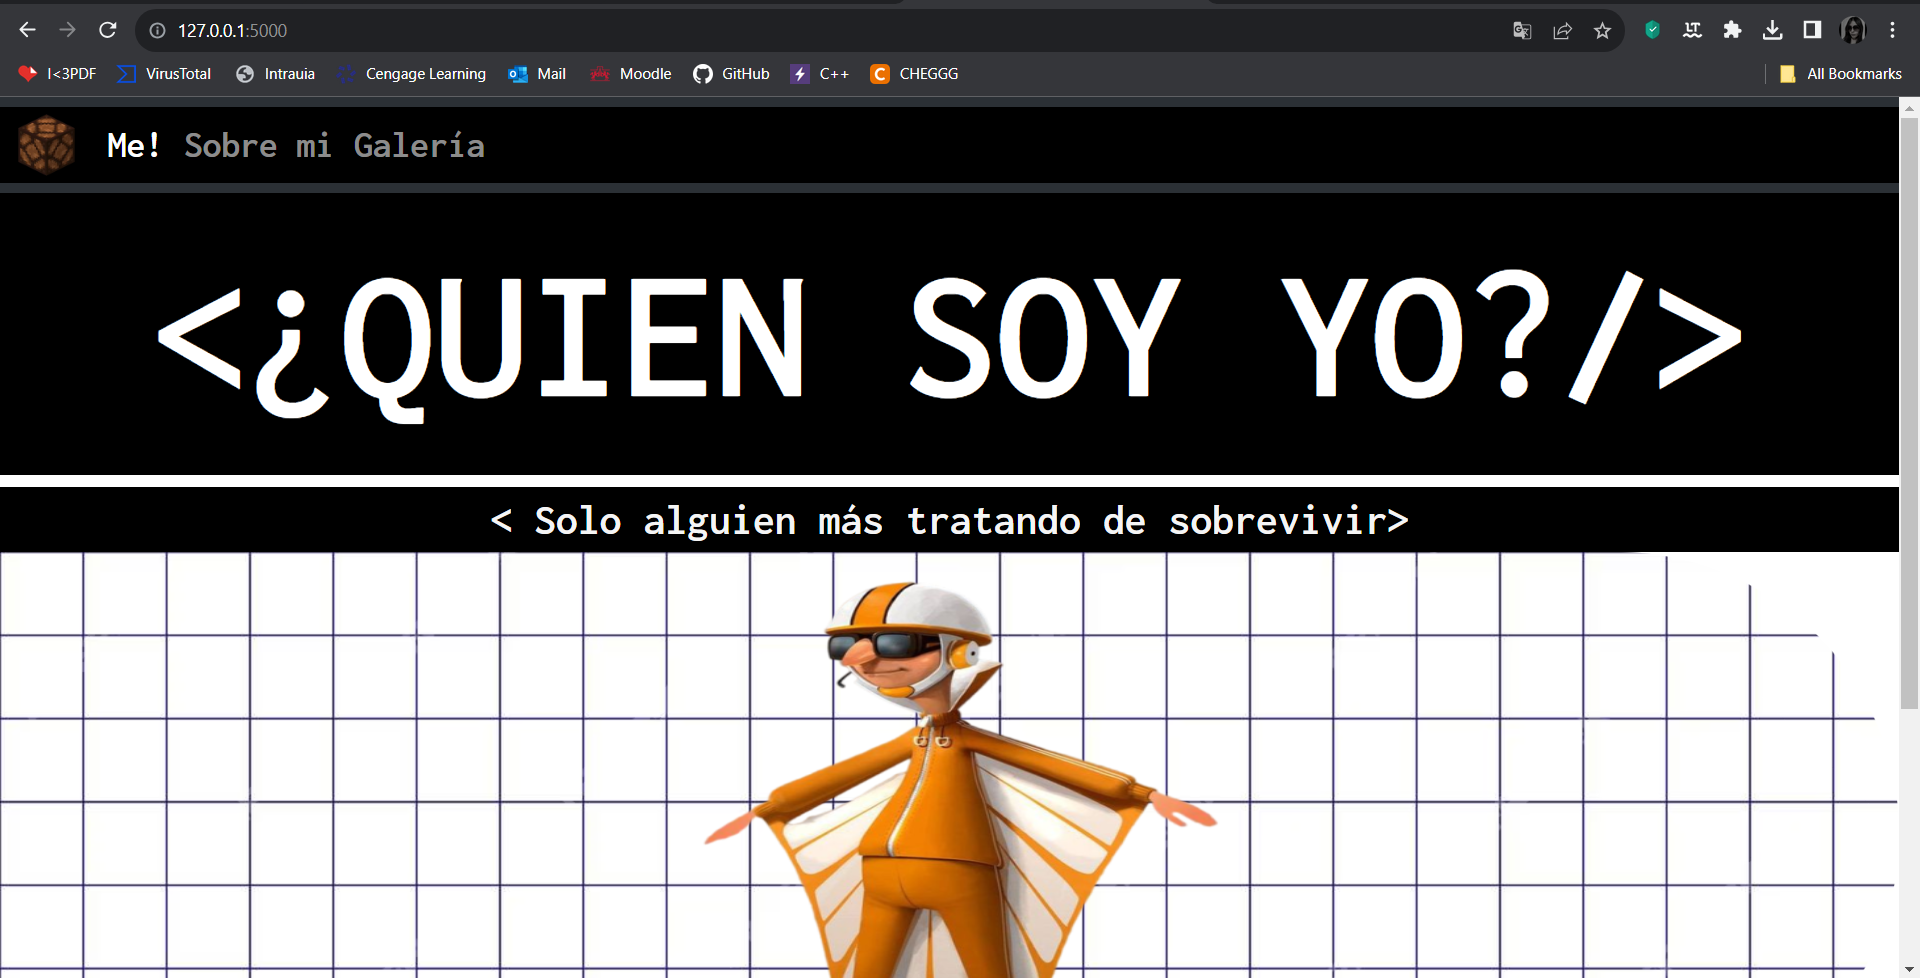 127.0.0.1:5000
I<3PDF VirusTotal Intrauia Cengage Learning Mail Moodle GitHub C++ CHEGGG All Bookmarks
Me! Sobre mi Galería
<¿QUIEN SOY YO?/>
< Solo alguien más tratando de sobrevivir>